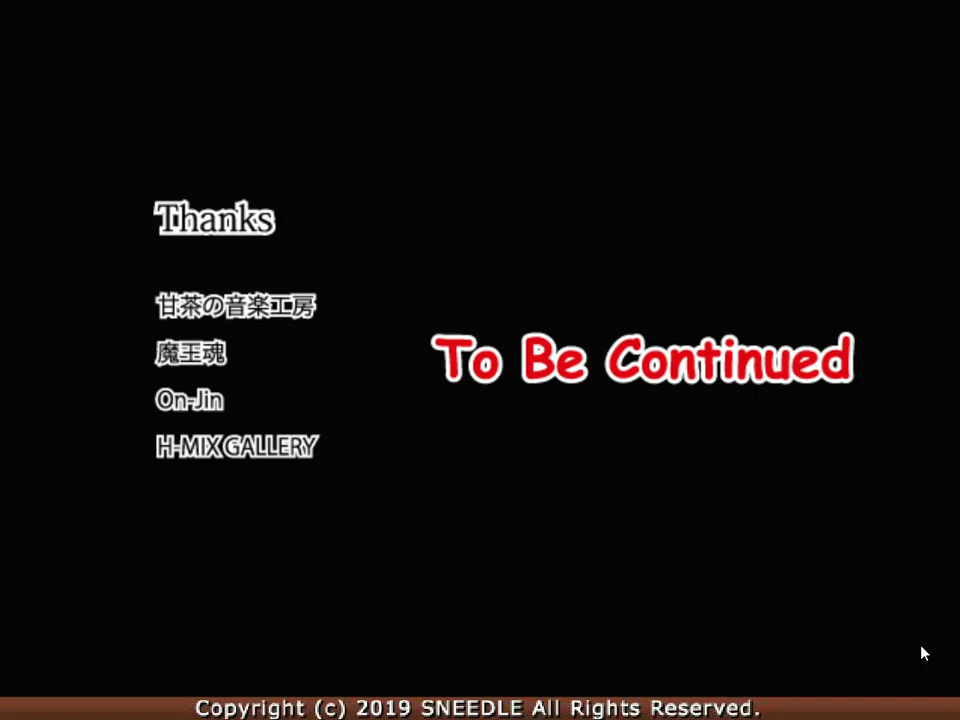 Thanks
甘茶の音楽工房
魔王魂
On-Jin
H-MIX GALLERY
To Be Continued
Copyright (c) 2019 SNEEDLE All Rights Reserved.